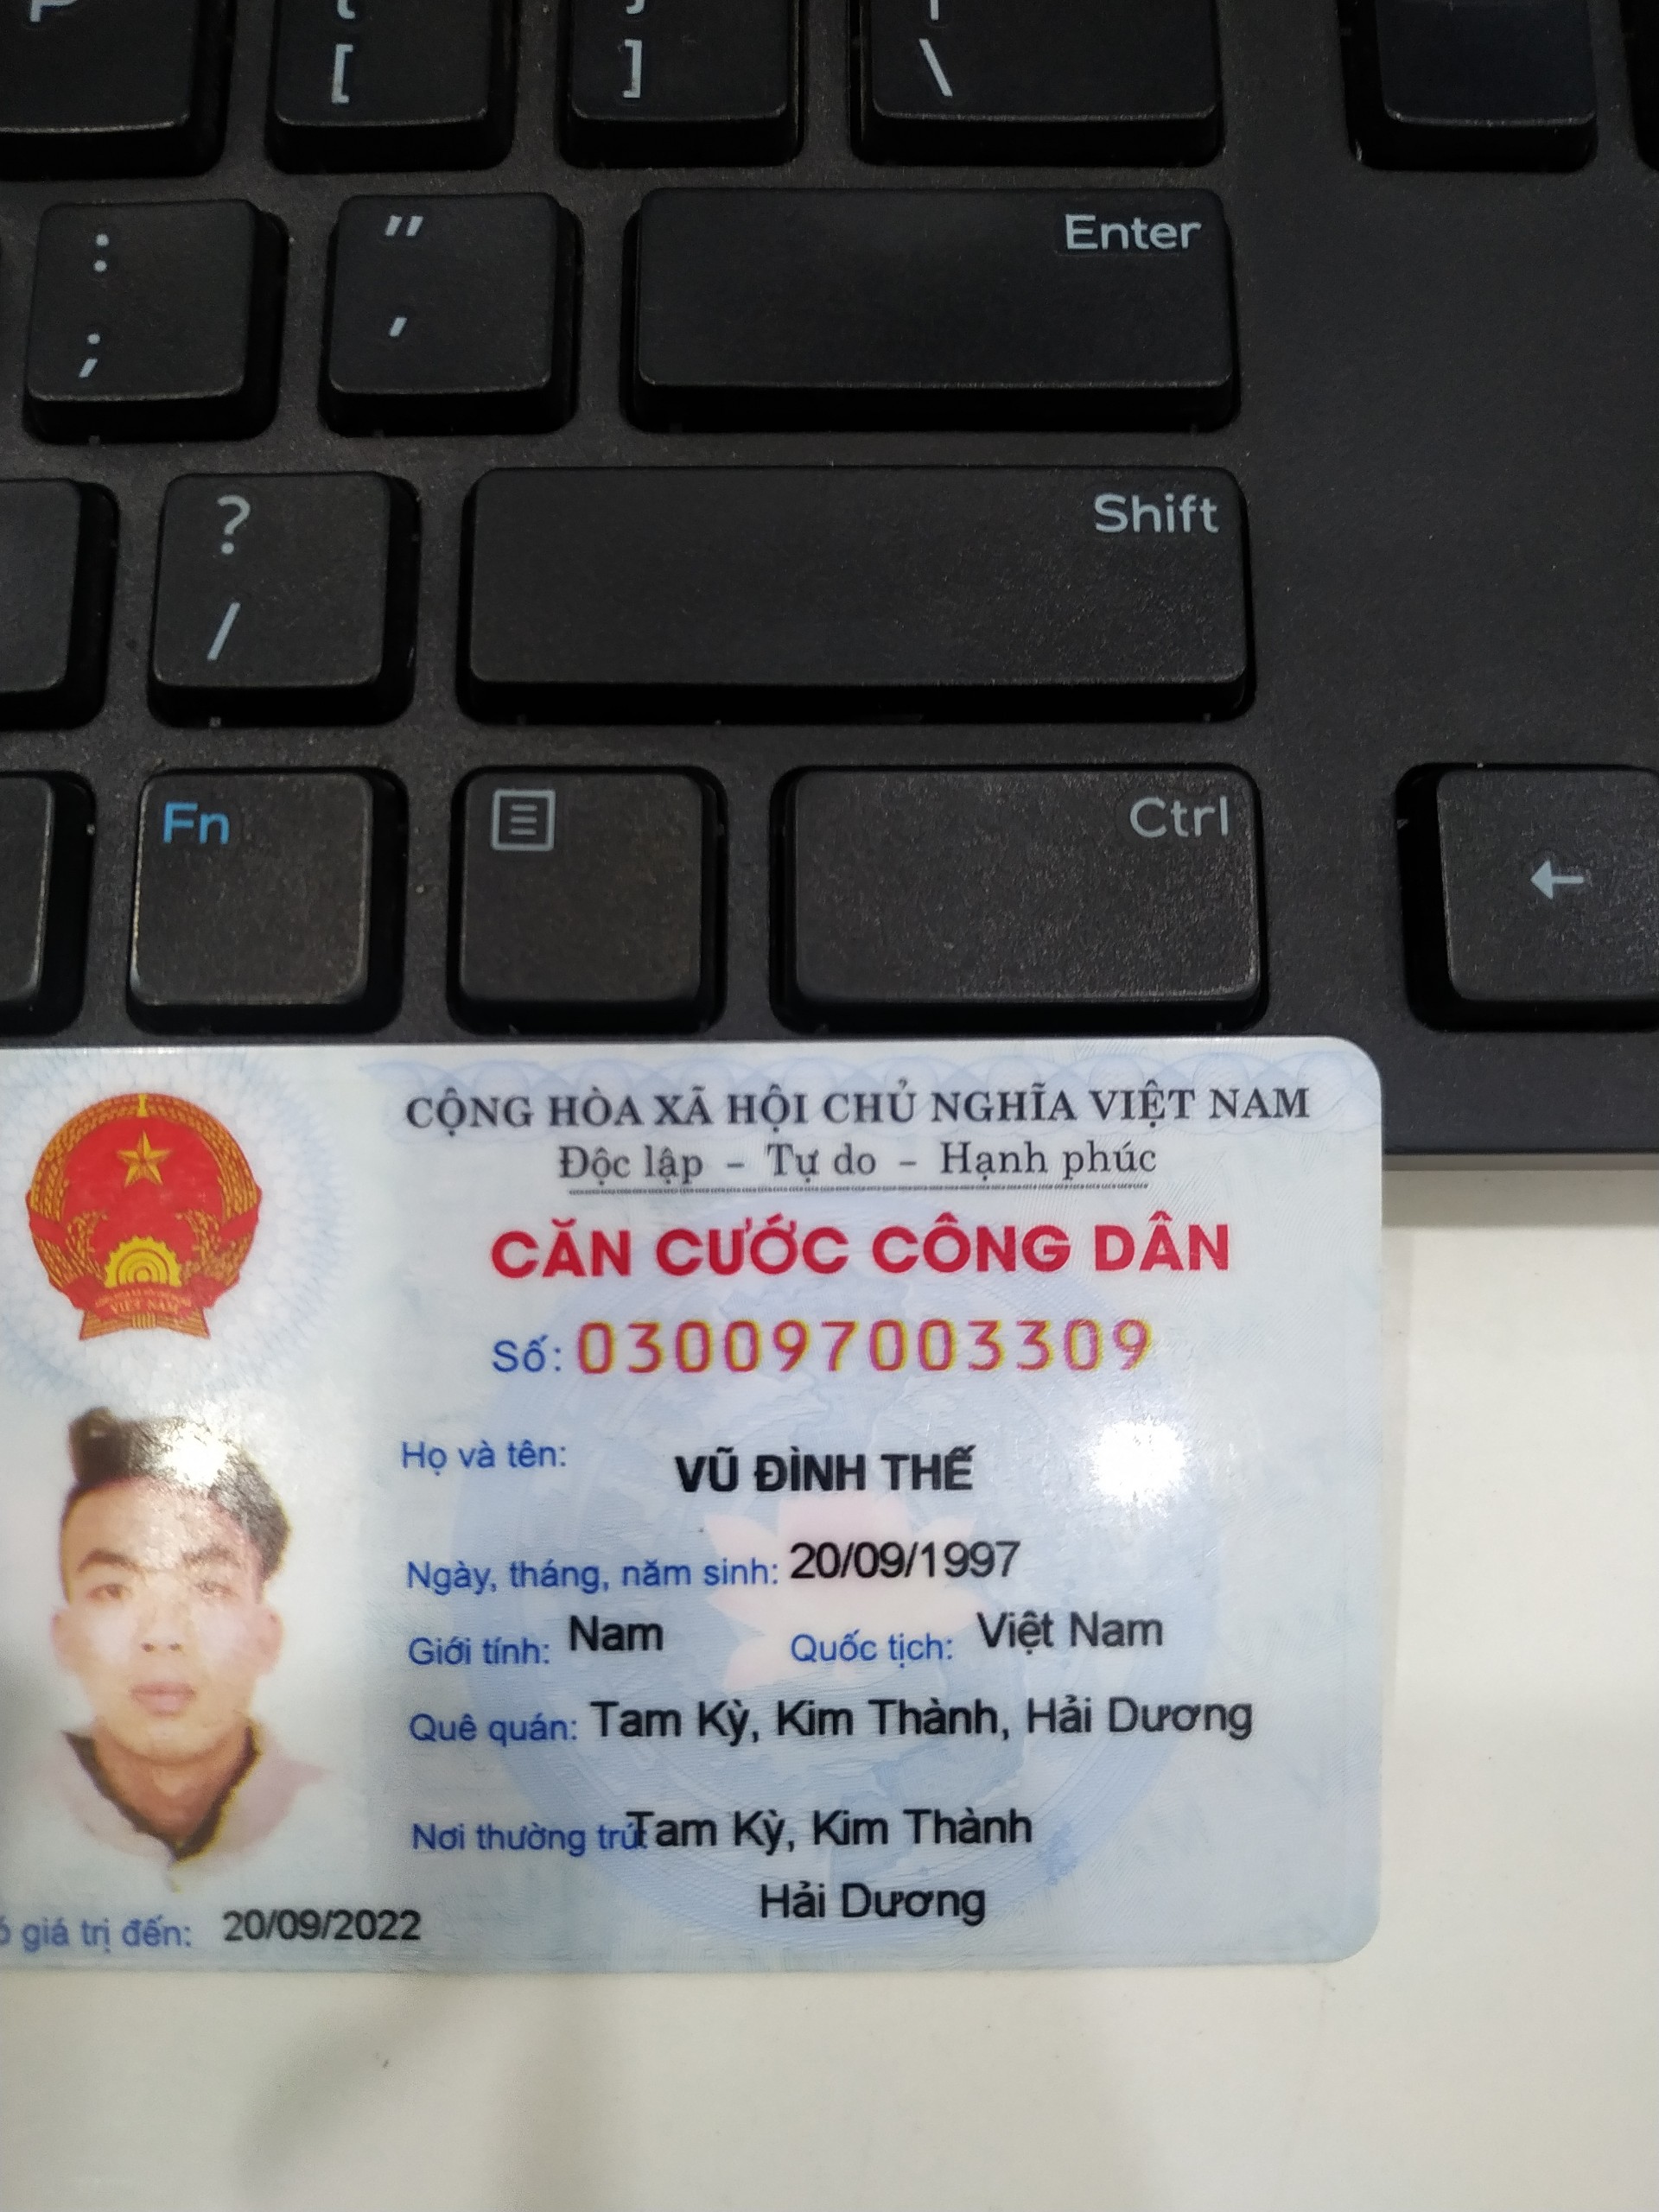 P [ ] \
: " Enter
; '
? Shift
/
Fn Ctrl
←
CỘNG HÒA XÃ HỘI CHỦ NGHĨA VIỆT NAM
Độc lập - Tự do - Hạnh phúc
CĂN CƯỚC CÔNG DÂN
VIỆT NAM
Số: 030097003309
Họ và tên: VŨ ĐÌNH THẾ
Ngày, tháng, năm sinh: 20/09/1997
Giới tính: Nam Quốc tịch: Việt Nam
Quê quán: Tam Kỳ, Kim Thành, Hải Dương
Nơi thường trú: Tam Kỳ, Kim Thành
Hải Dương
ó giá trị đến: 20/09/2022